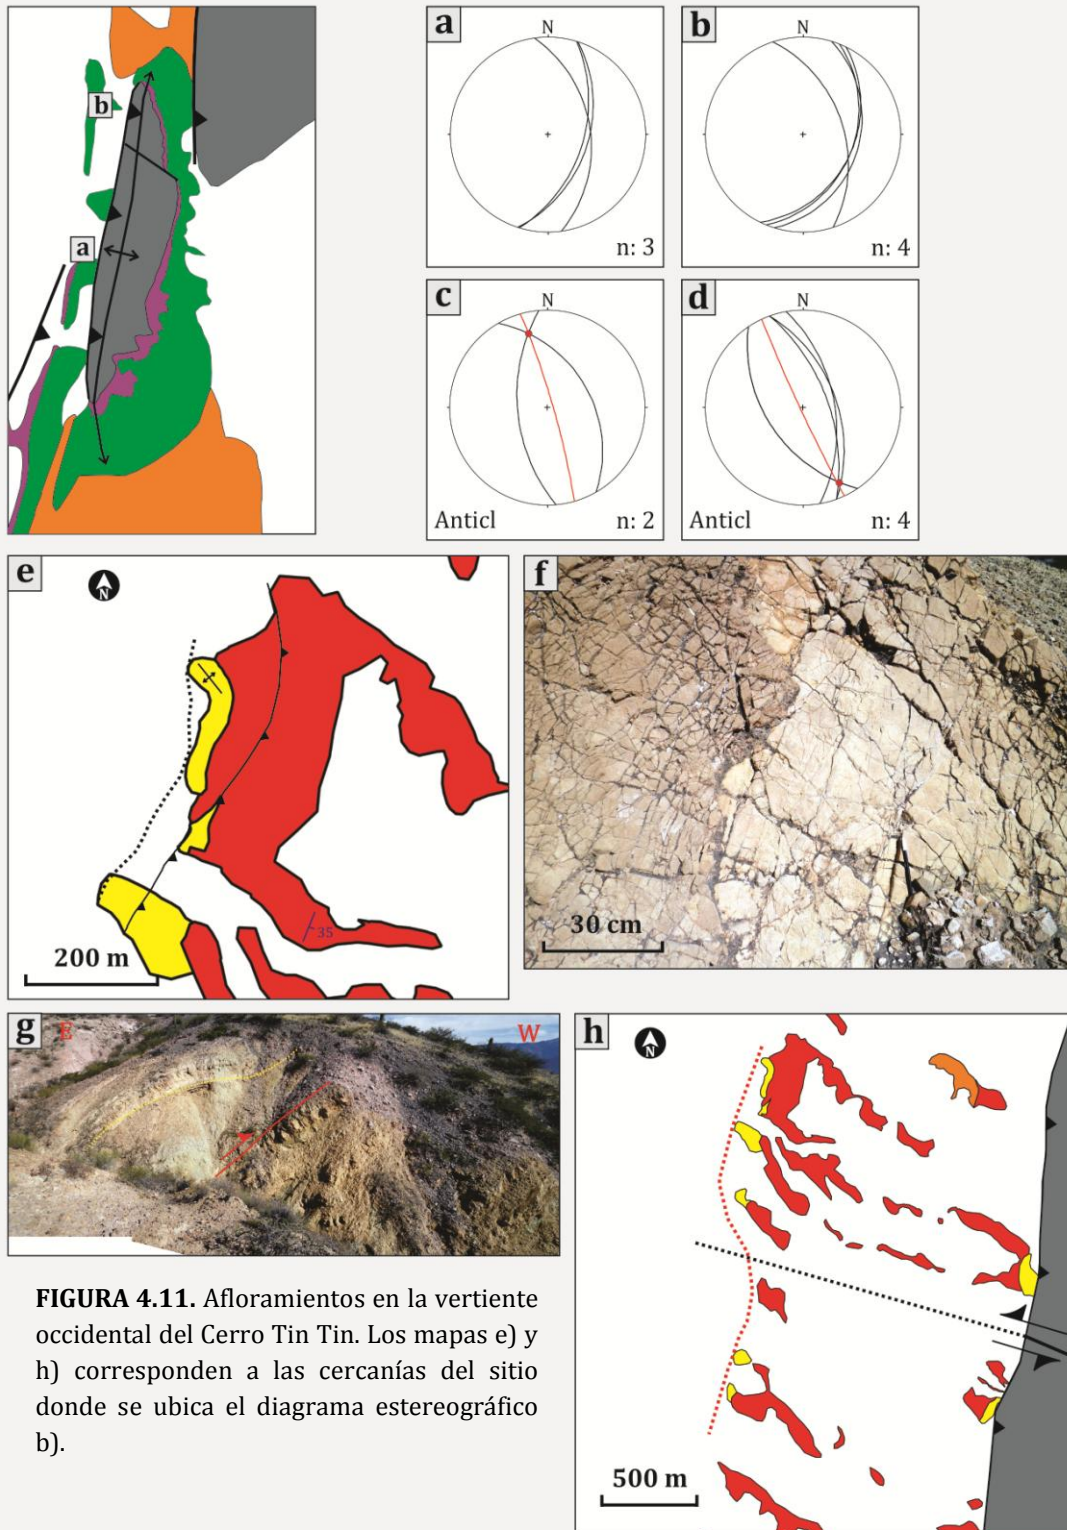 b
a
a
N
n: 3
b
N
n: 4
c
N
Anticl
n: 2
d
N
Anticl
n: 4
e
N
35
200 m
f
30 cm
g
E
W
h
N
500 m
FIGURA 4.11. Afloramientos en la vertiente
occidental del Cerro Tin Tin. Los mapas e) y
h) corresponden a las cercanías del sitio
donde se ubica el diagrama estereográfico
b).